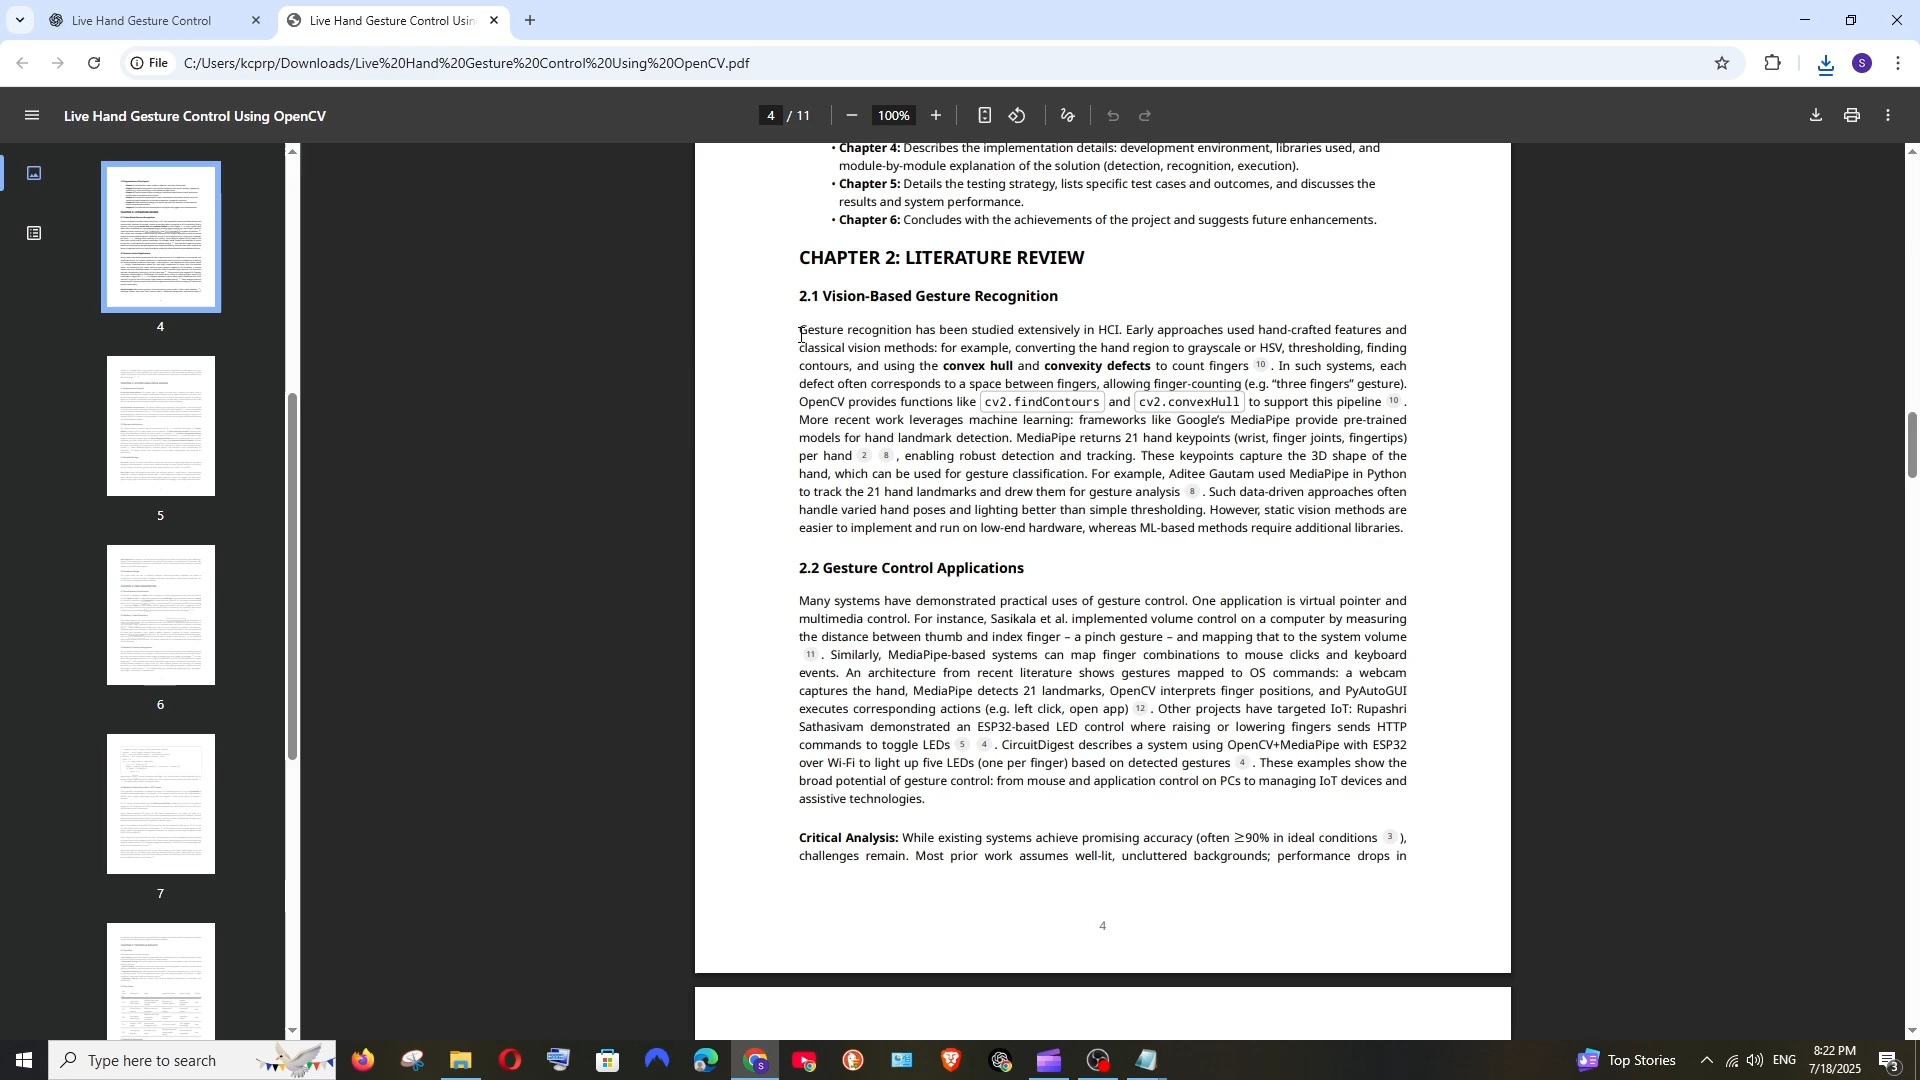 Live Hand Gesture Control
Live Hand Gesture Control Usin
File
C:/Users/kcprp/Downloads/Live%20Hand%20Gesture%20Control%20Using%20OpenCV.pdf
S
Live Hand Gesture Control Using OpenCV
4 / 11
100%
4
5
6
7
• Chapter 4: Describes the implementation details: development environment, libraries used, and
module-by-module explanation of the solution (detection, recognition, execution).
• Chapter 5: Details the testing strategy, lists specific test cases and outcomes, and discusses the
results and system performance.
• Chapter 6: Concludes with the achievements of the project and suggests future enhancements.
CHAPTER 2: LITERATURE REVIEW
2.1 Vision-Based Gesture Recognition
Gesture recognition has been studied extensively in HCI. Early approaches used hand-crafted features and
classical vision methods: for example, converting the hand region to grayscale or HSV, thresholding, finding
contours, and using the convex hull and convexity defects to count fingers 10 . In such systems, each
defect often corresponds to a space between fingers, allowing finger-counting (e.g. “three fingers” gesture).
OpenCV provides functions like cv2.findContours and cv2.convexHull to support this pipeline 10 .
More recent work leverages machine learning: frameworks like Google’s MediaPipe provide pre-trained
models for hand landmark detection. MediaPipe returns 21 hand keypoints (wrist, finger joints, fingertips)
per hand 2 8 , enabling robust detection and tracking. These keypoints capture the 3D shape of the
hand, which can be used for gesture classification. For example, Aditee Gautam used MediaPipe in Python
to track the 21 hand landmarks and drew them for gesture analysis 8 . Such data-driven approaches often
handle varied hand poses and lighting better than simple thresholding. However, static vision methods are
easier to implement and run on low-end hardware, whereas ML-based methods require additional libraries.
2.2 Gesture Control Applications
Many systems have demonstrated practical uses of gesture control. One application is virtual pointer and
multimedia control. For instance, Sasikala et al. implemented volume control on a computer by measuring
the distance between thumb and index finger – a pinch gesture – and mapping that to the system volume
11 . Similarly, MediaPipe-based systems can map finger combinations to mouse clicks and keyboard
events. An architecture from recent literature shows gestures mapped to OS commands: a webcam
captures the hand, MediaPipe detects 21 landmarks, OpenCV interprets finger positions, and PyAutoGUI
executes corresponding actions (e.g. left click, open app) 12 . Other projects have targeted IoT: Rupashri
Sathasivam demonstrated an ESP32-based LED control where raising or lowering fingers sends HTTP
commands to toggle LEDs 5 4 . CircuitDigest describes a system using OpenCV+MediaPipe with ESP32
over Wi-Fi to light up five LEDs (one per finger) based on detected gestures 4 . These examples show the
broad potential of gesture control: from mouse and application control on PCs to managing IoT devices and
assistive technologies.
Critical Analysis: While existing systems achieve promising accuracy (often ≥90% in ideal conditions 3 ),
challenges remain. Most prior work assumes well-lit, uncluttered backgrounds; performance drops in
4
Type here to search
Top Stories
ENG
8:22 PM
7/18/2025
3